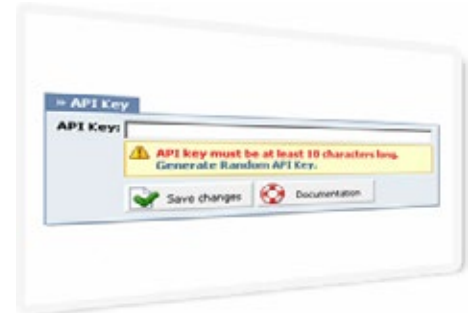 » API Key
API Key:
API key must be at least 10 characters long.
Generate Random API Key.
Save changes Documentation